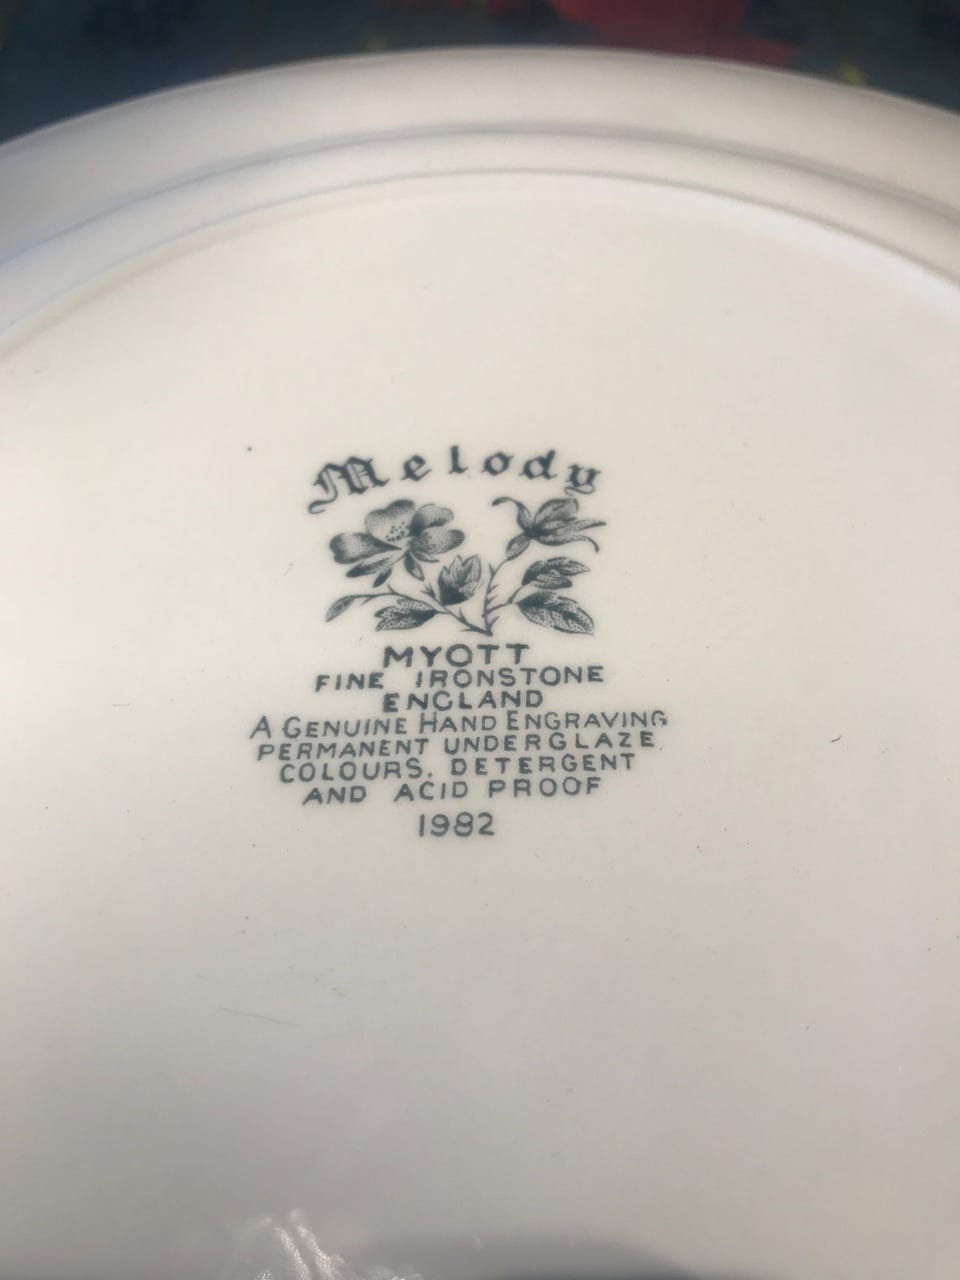 Melody
MYOTT
FINE IRONSTONE
ENGLAND
A GENUINE HAND ENGRAVING
PERMANENT UNDERGLAZE.
COLOURS. DETERGENT
AND ACID PROOF
1982